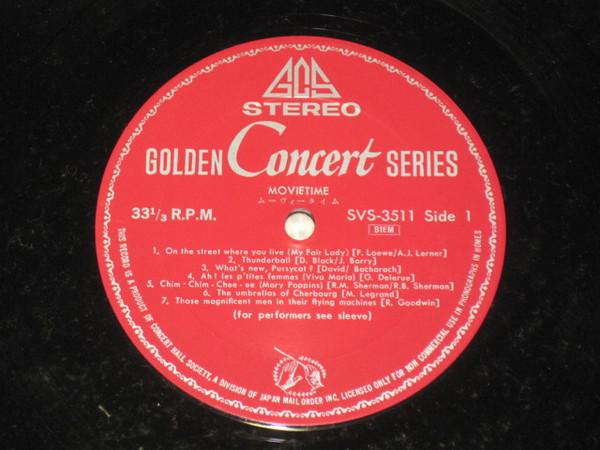 GCS
STEREO
GOLDEN Concert SERIES
MOVIETIME
ムーヴィータイム
33 1/3 R.P.M.
SVS-3511 Side 1
BIEM
1. On the street where you live (My Fair Lady) [F. Loewe/A.J. Lerner]
2. Thunderball [D. Black/J. Barry]
3. What's new, Pussycat? [David/ Bacharach]
4. Ah! les p'tites femmes (Viva Maria) [G. Delerue]
5. Chim-Chim-Chee-ee (Mary Poppins) [R.M. Sherman/R.B. Sherman]
6. The umbrellas of Cherbourg [M. Legrand]
7. Those magnificent men in their flying machines [R. Goodwin]
(for performers see sleeve)
THIS RECORD IS A PRODUCT OF CONCERT HALL SOCIETY, A DIVISION OF JAPAN MAIL ORDER INC. LICENSED ONLY FOR NON COMMERCIAL USE ON PHONOGRAPHS IN HOMES